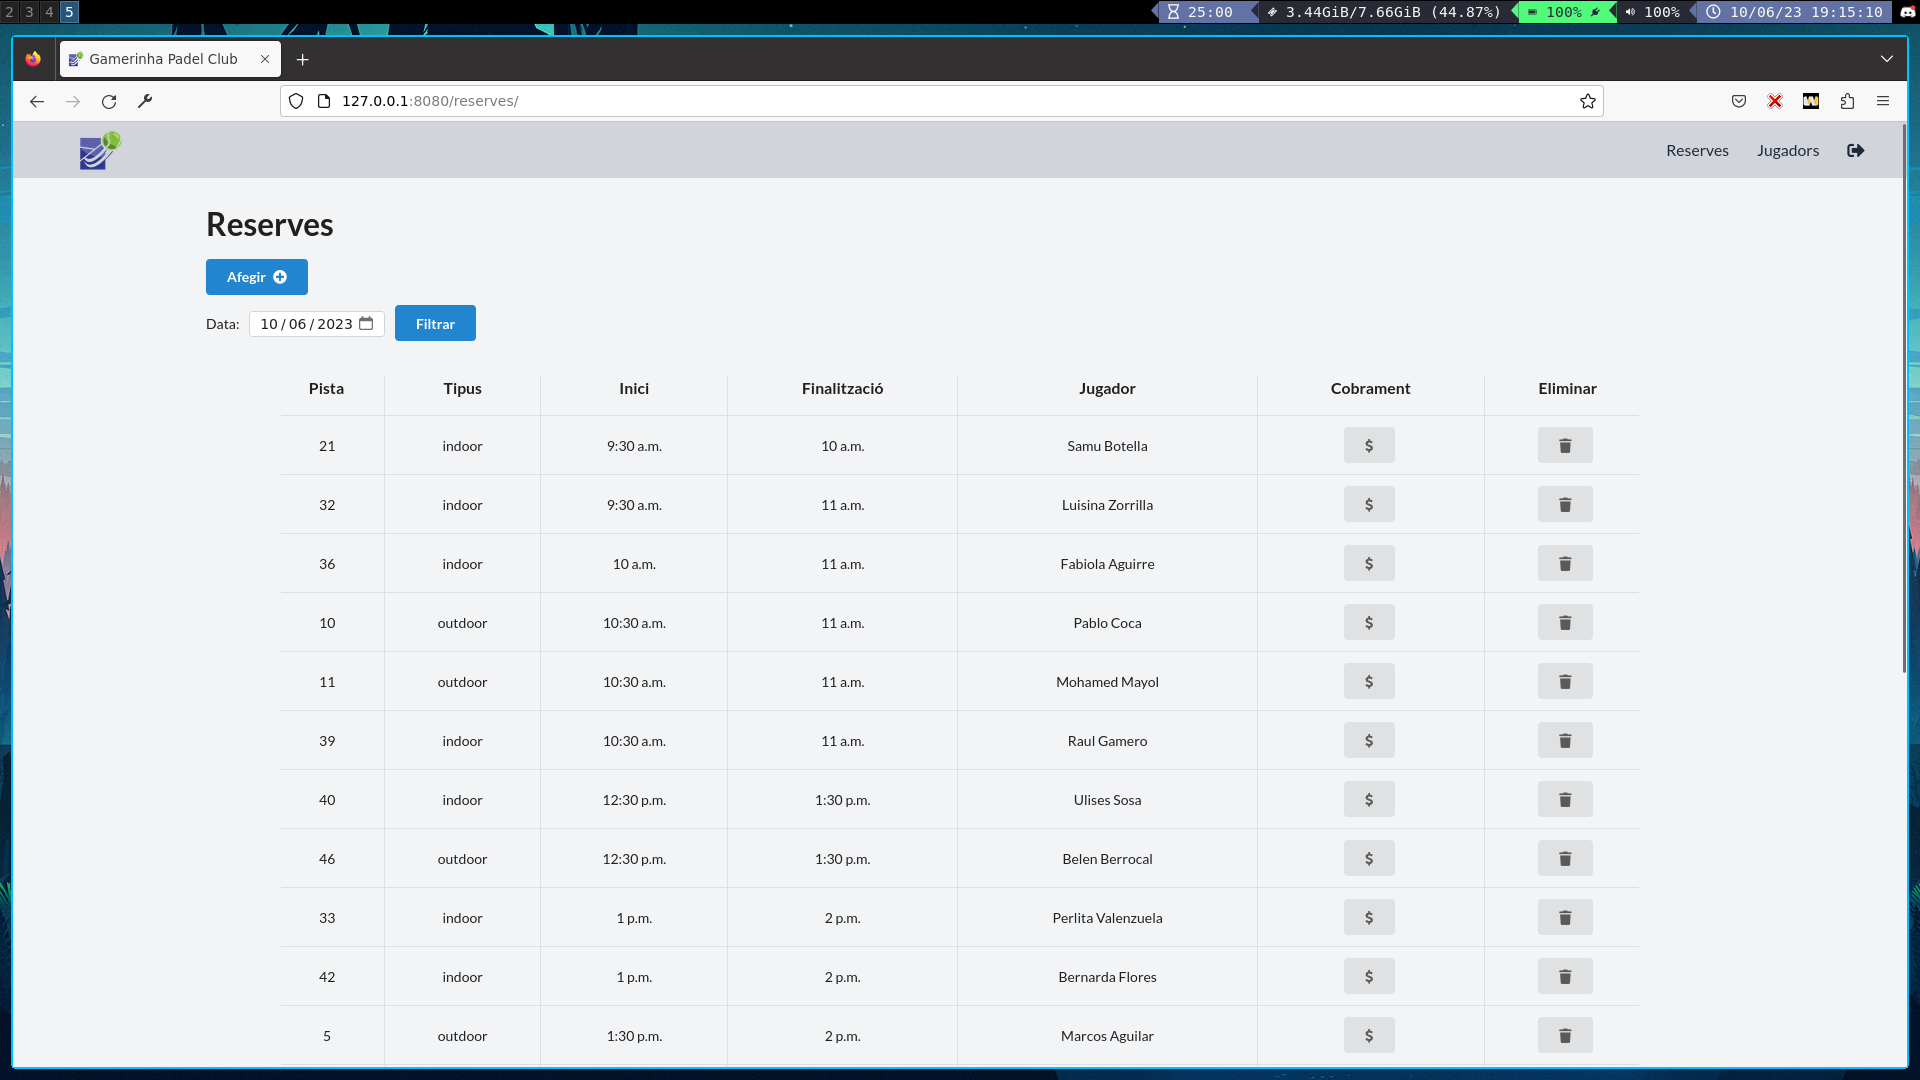 2 3 4 5 25:00 3.44GiB/7.66GiB (44.87%) 100% 100% 10/06/23 19:15:10
Gamerinha Padel Club
127.0.0.1:8080/reserves/
Reserves Jugadors
Reserves
Afegir
Data: 10/06/2023 Filtrar
Pista Tipus Inici Finalització Jugador Cobrament Eliminar
21 indoor 9:30 a.m. 10 a.m. Samu Botella $
32 indoor 9:30 a.m. 11 a.m. Luisina Zorrilla $
36 indoor 10 a.m. 11 a.m. Fabiola Aguirre $
10 outdoor 10:30 a.m. 11 a.m. Pablo Coca $
11 outdoor 10:30 a.m. 11 a.m. Mohamed Mayol $
39 indoor 10:30 a.m. 11 a.m. Raul Gamero $
40 indoor 12:30 p.m. 1:30 p.m. Ulises Sosa $
46 outdoor 12:30 p.m. 1:30 p.m. Belen Berrocal $
33 indoor 1 p.m. 2 p.m. Perlita Valenzuela $
42 indoor 1 p.m. 2 p.m. Bernarda Flores $
5 outdoor 1:30 p.m. 2 p.m. Marcos Aguilar $